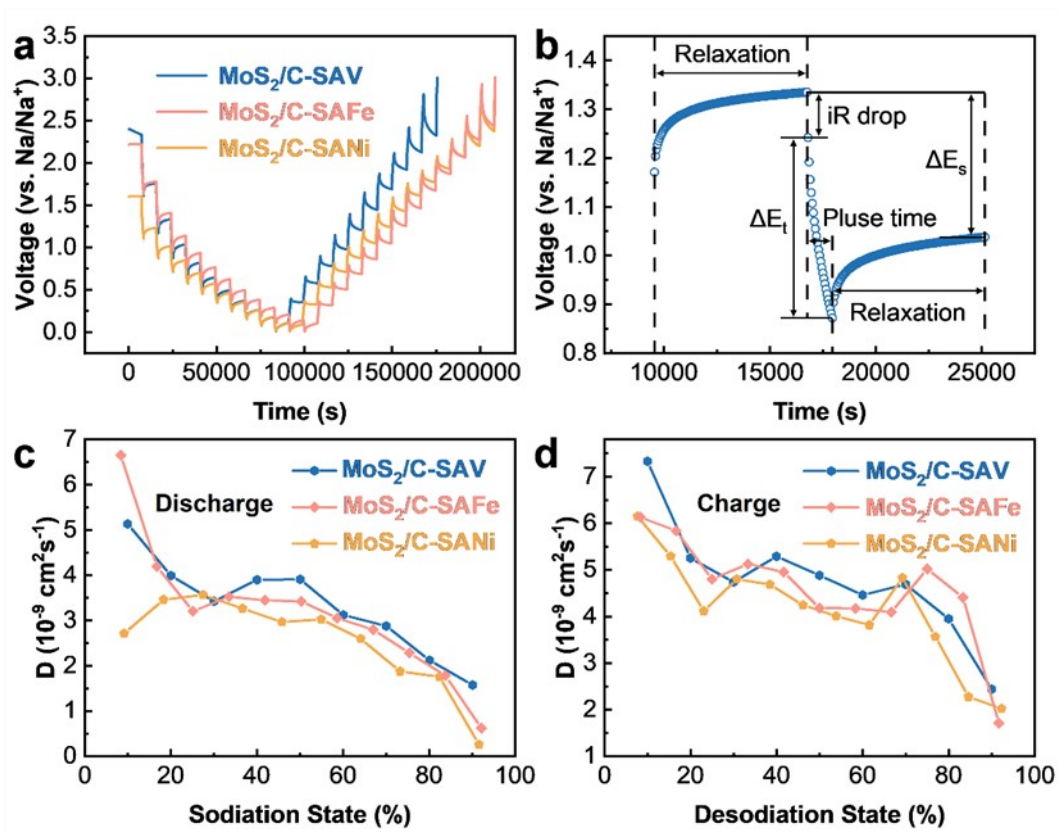 a
MoS₂/C-SAV
MoS₂/C-SAFe
MoS₂/C-SANi
Voltage (vs. Na/Na⁺)
3.5
3.0
2.5
2.0
1.5
1.0
0.5
0.0
0 50000 100000 150000 200000
Time (s)
b
Relaxation
iR drop
ΔEₛ
ΔEₜ
Pluse time
Relaxation
Voltage (vs. Na/Na⁺)
1.4
1.3
1.2
1.1
1.0
0.9
0.8
10000 15000 20000 25000
Time (s)
c
Discharge
MoS₂/C-SAV
MoS₂/C-SAFe
MoS₂/C-SANi
D (10⁻⁹ cm²s⁻¹)
7
6
5
4
3
2
1
0
0 20 40 60 80 100
Sodiation State (%)
d
Charge
MoS₂/C-SAV
MoS₂/C-SAFe
MoS₂/C-SANi
D (10⁻⁹ cm²s⁻¹)
7
6
5
4
3
2
1
0 20 40 60 80 100
Desodiation State (%)